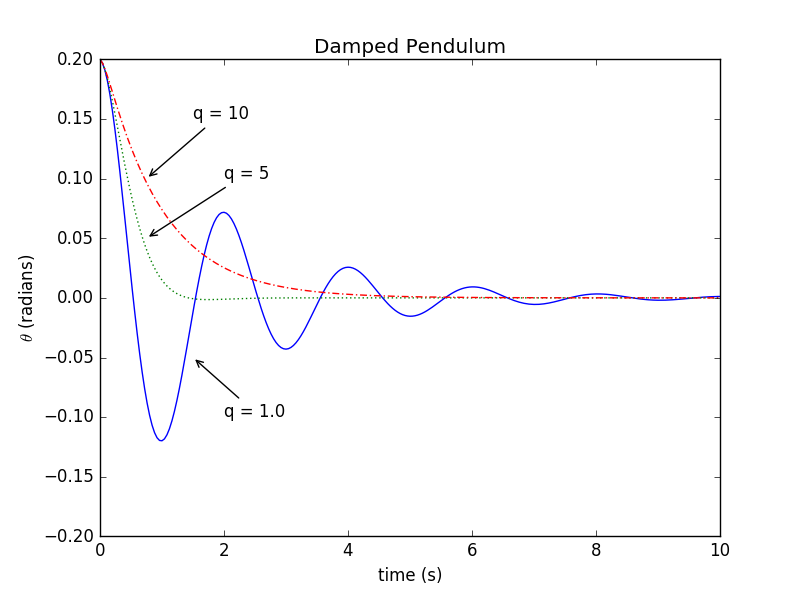 Damped Pendulum
0.20
0.15
0.10
0.05
0.00
−0.05
−0.10
−0.15
−0.20
θ (radians)
q = 10
q = 5
q = 1.0
0 2 4 6 8 10
time (s)